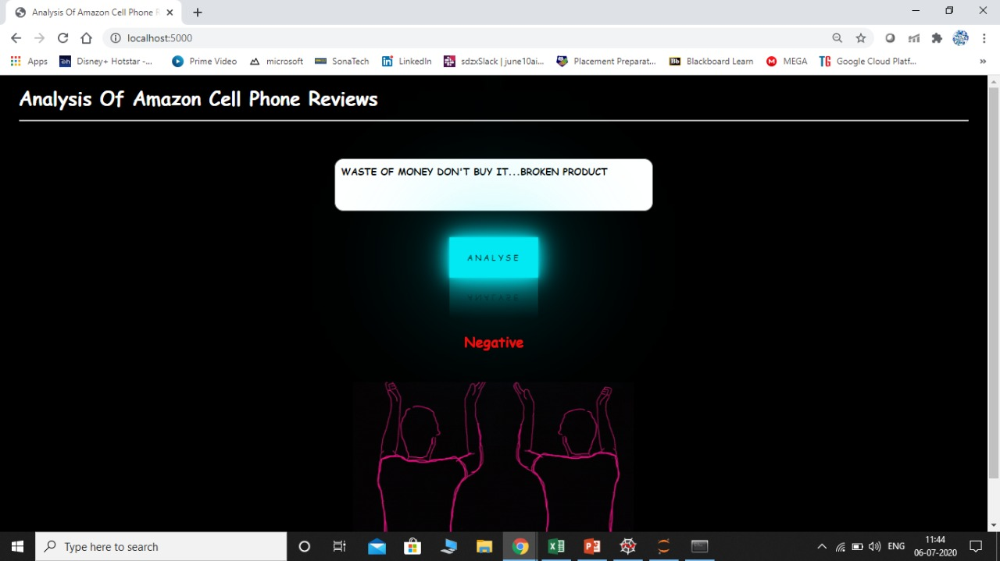 Analysis Of Amazon Cell Phone R
localhost:5000
Apps
Disney+ Hotstar -...
Prime Video
microsoft
SonaTech
LinkedIn
sdzxSlack | june10ai...
Placement Preparat...
Blackboard Learn
MEGA
Google Cloud Platf...
Analysis Of Amazon Cell Phone Reviews
WASTE OF MONEY DON'T BUY IT...BROKEN PRODUCT
ANALYSE
Negative
Type here to search
ENG
11:44
06-07-2020